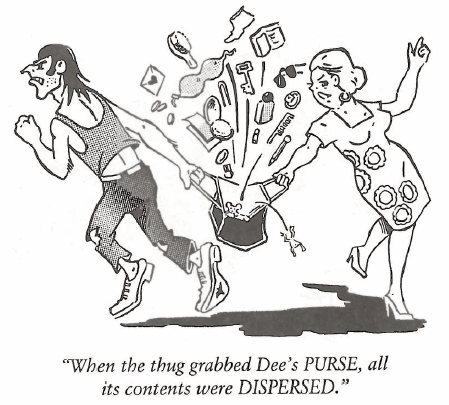 “When the thug grabbed Dee’s PURSE, all
its contents were DISPERSED.”